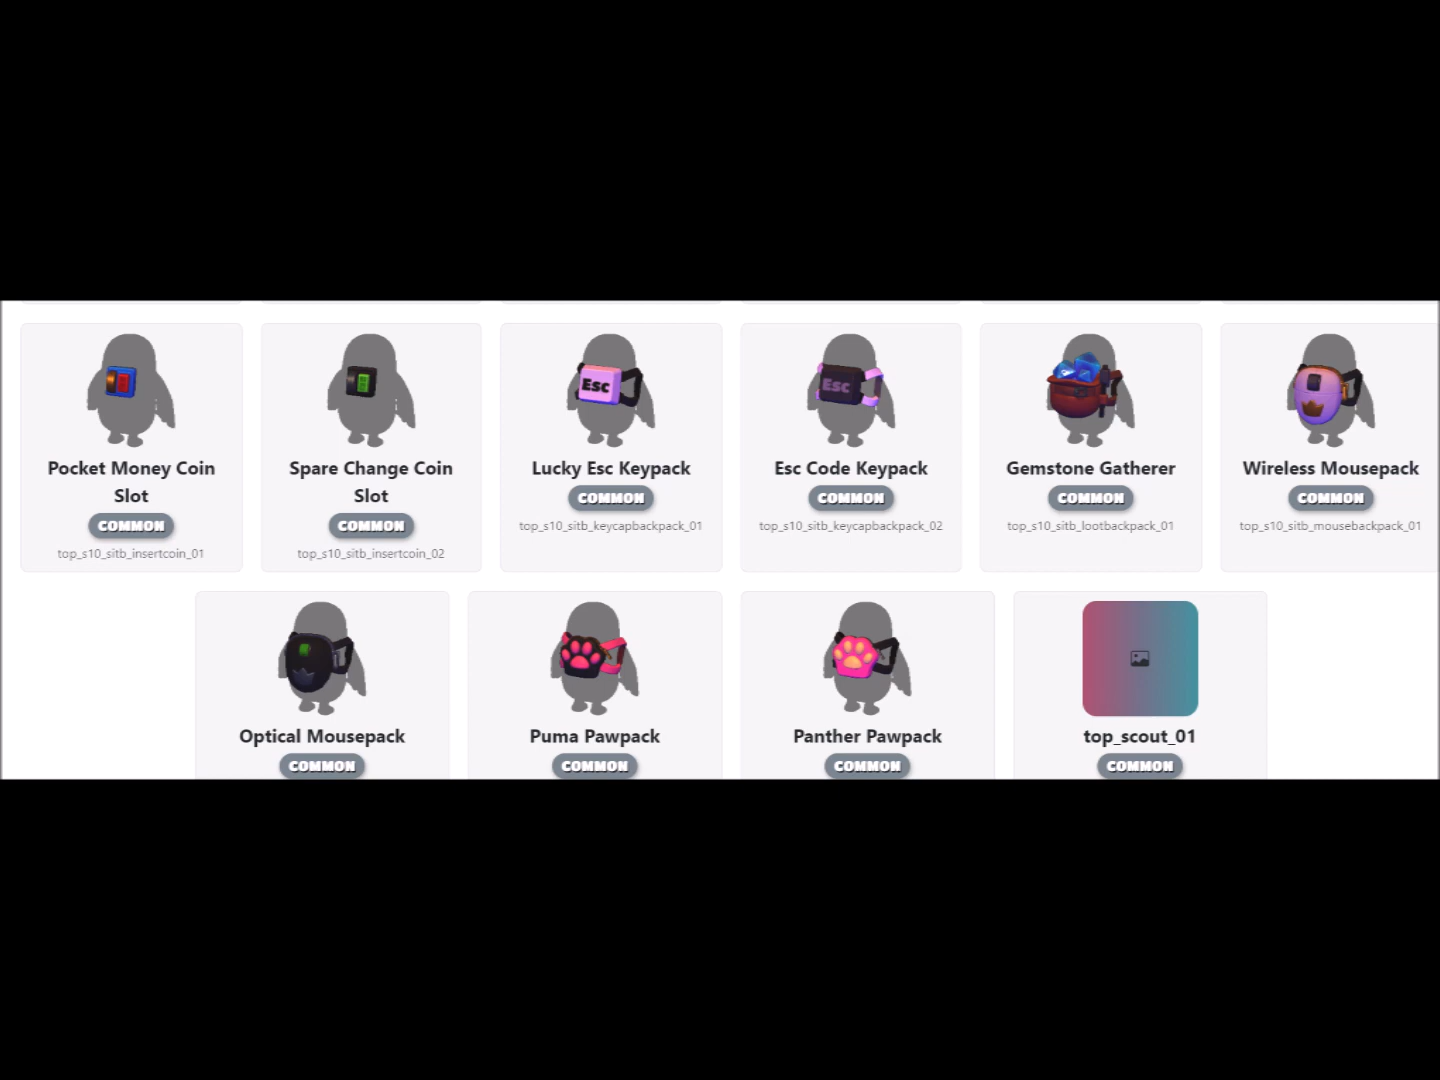 Esc
Esc
Pocket Money Coin
Slot
COMMON
top_s10_sitb_insertcoin_01
Spare Change Coin
Slot
COMMON
top_s10_sitb_insertcoin_02
Lucky Esc Keypack
COMMON
top_s10_sitb_keycapbackpack_01
Esc Code Keypack
COMMON
top_s10_sitb_keycapbackpack_02
Gemstone Gatherer
COMMON
top_s10_sitb_lootbackpack_01
Wireless Mousepack
COMMON
top_s10_sitb_mousebackpack_01
Optical Mousepack
COMMON
Puma Pawpack
COMMON
Panther Pawpack
COMMON
top_scout_01
COMMON